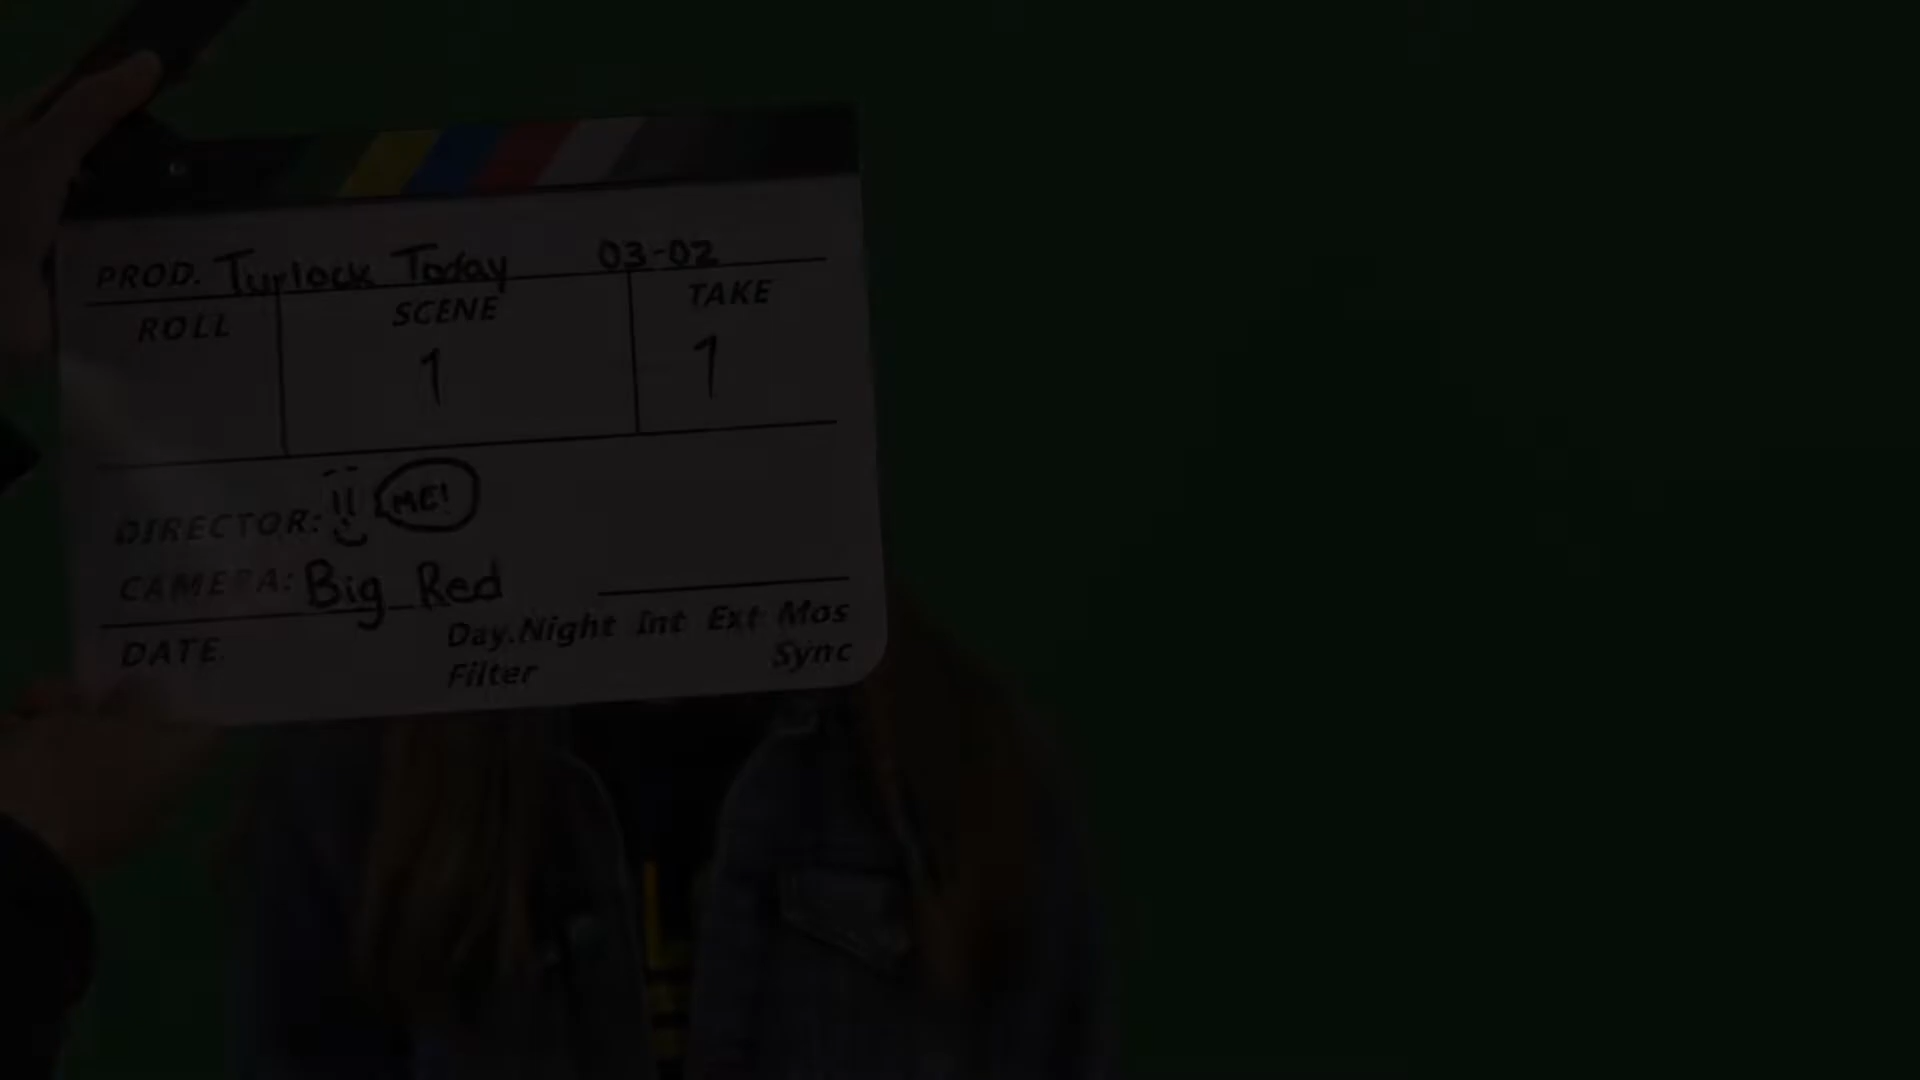 PROD. Turlock Today 03-02
ROLL SCENE TAKE
1 1
DIRECTOR: ME!
CAMERA: Big Red
DATE Day.Night Int Ext Mos
Filter Sync